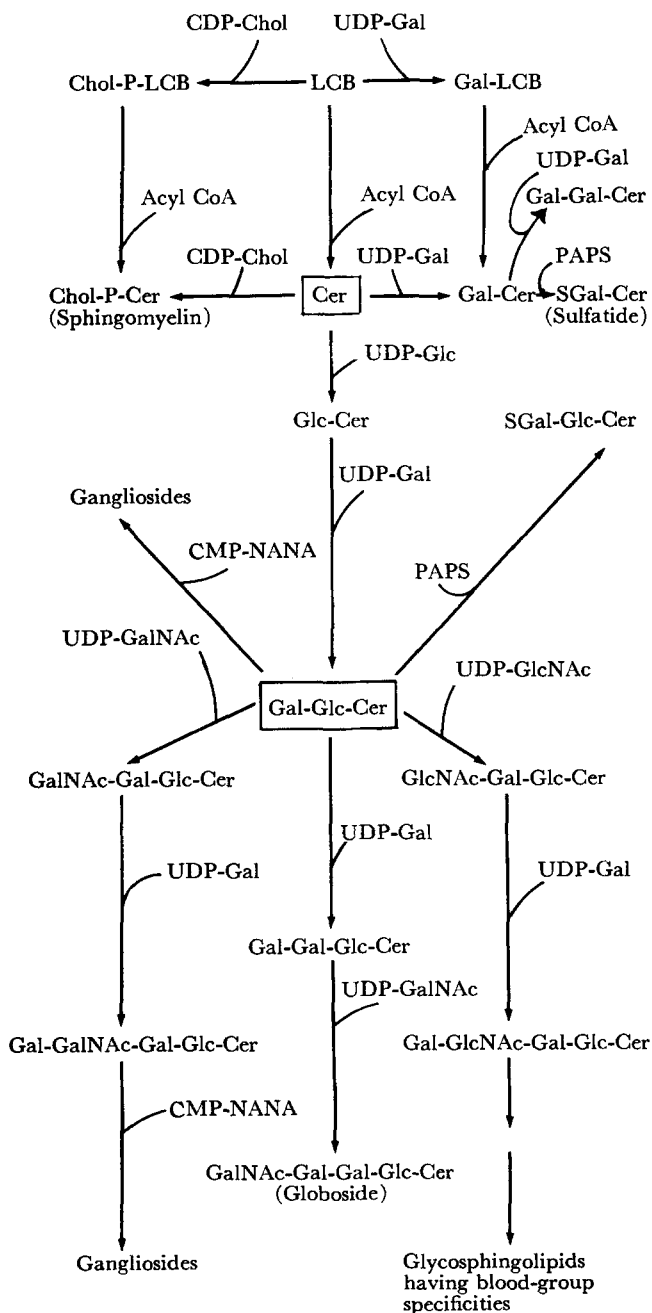 CDP-Chol UDP-Gal
Chol-P-LCB LCB Gal-LCB
Acyl CoA
UDP-Gal
Gal-Gal-Cer
Acyl CoA Acyl CoA
CDP-Chol UDP-Gal PAPS
Chol-P-Cer Cer Gal-Cer SGal-Cer
(Sphingomyelin) (Sulfatide)
UDP-Glc
Glc-Cer SGal-Glc-Cer
UDP-Gal
Gangliosides
CMP-NANA PAPS
UDP-GalNAc UDP-GlcNAc
Gal-Glc-Cer
GalNAc-Gal-Glc-Cer GlcNAc-Gal-Glc-Cer
UDP-Gal
UDP-Gal UDP-Gal
Gal-Gal-Glc-Cer
UDP-GalNAc
Gal-GalNAc-Gal-Glc-Cer Gal-GlcNAc-Gal-Glc-Cer
CMP-NANA
GalNAc-Gal-Gal-Glc-Cer
(Globoside)
Gangliosides Glycosphingolipids
having blood-group
specificities